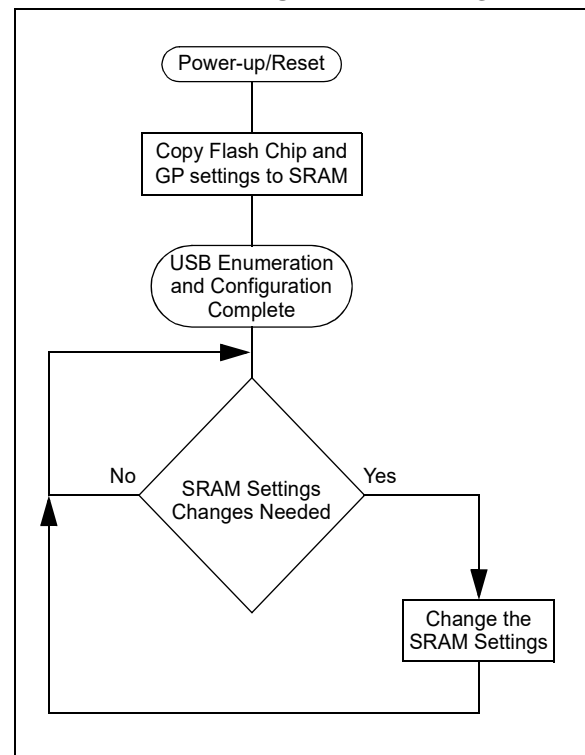 Power-up/Reset
Copy Flash Chip and
GP settings to SRAM
USB Enumeration
and Configuration
Complete
No
Yes
SRAM Settings
Changes Needed
Change the
SRAM Settings